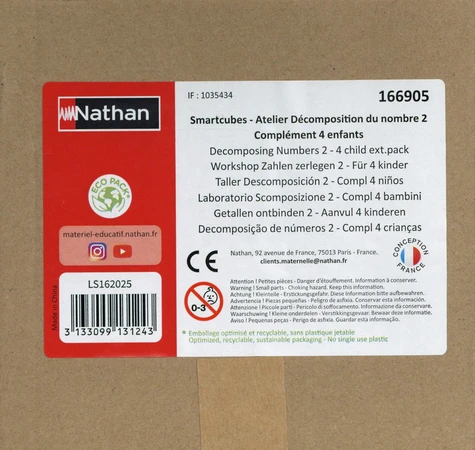 Nathan
IF : 1035434
166905
Smartcubes - Atelier Décomposition du nombre 2
Complément 4 enfants
Decomposing Numbers 2 - 4 child ext.pack
Workshop Zahlen zerlegen 2 - Für 4 kinder
Taller Descomposición 2 - Compl 4 niños
Laboratorio Scomposizione 2 - Compl 4 bambini
Getallen ontbinden 2 - Aanvul 4 kinderen
Decomposição de números 2 - Compl 4 crianças
ECO PACK*
materiel-educatif.nathan.fr
CE
Nathan, 92 avenue de France, 75013 Paris - France.
clients.maternelle@nathan.fr
CONCEPTION
FRANCE
LS162025
3 133099 131243
Made in China
0-3
Attention ! Petites pièces - Danger d'étouffement. Information à conserver.
Warning ! Small parts - Choking hazard. Keep this information
Achtung ! Kleinteile - Erstickungsgefahr. Diese Information bitte aufbewahren.
Advertencia ! Piezas pequeñas - Peligro de asfixia. Conservar esta información.
Attenzione ! Piccole parti - Pericolo di soffocamento. Informazione da conservare.
Waarschuwing ! Kleine onderdelen - Verstikkingsgevaar. Bewaren deze informatie.
Aviso ! Pequenas peças - Perigo de asfixia. Guardar esta informação.
* Emballage optimisé et recyclable, sans plastique jetable
Optimized, recyclable, sustainable packaging - No single use plastic